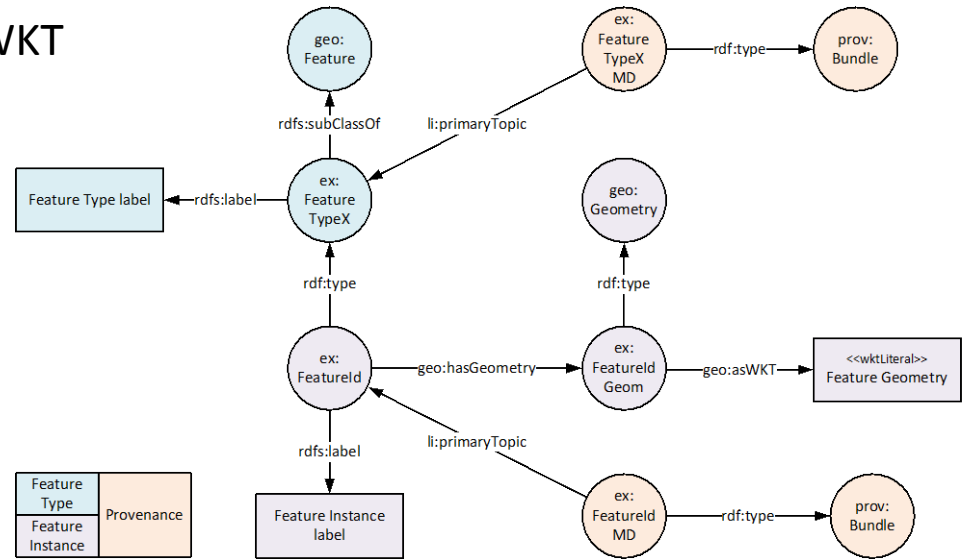 WKT
geo:
Feature
ex:
Feature
TypeX
MD
rdf:type
prov:
Bundle
rdfs:subClassOf
li:primaryTopic
Feature Type label
rdfs:label
ex:
Feature
TypeX
geo:
Geometry
rdf:type
rdf:type
ex:
FeatureId
geo:hasGeometry
ex:
FeatureId
Geom
geo:asWKT
<<wktLiteral>>
Feature Geometry
rdfs:label
li:primaryTopic
Feature
Type
Feature
Instance
Provenance
Feature Instance
label
ex:
FeatureId
MD
rdf:type
prov:
Bundle